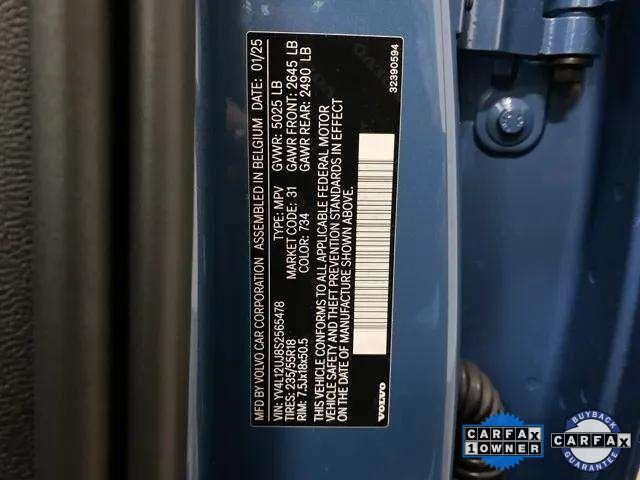 MFD BY VOLVO CAR CORPORATION ASSEMBLED IN BELGIUM DATE: 01/25
GVWR: 5025 LB
GAWR FRONT: 2645 LB
GAWR REAR: 2490 LB
VIN: YV4L12UJ8S2565478 TYPE: MPV
TIRES: 235/55R18 MARKET CODE: 31
RIM: 7.5Jx18x50.5 COLOR: 734
THIS VEHICLE CONFORMS TO ALL APPLICABLE FEDERAL MOTOR
VEHICLE SAFETY AND THEFT PREVENTION STANDARDS IN EFFECT
ON THE DATE OF MANUFACTURE SHOWN ABOVE.
VOLVO
32390594
CARFAX
1 OWNER
BUYBACK
CARFAX
GUARANTEE